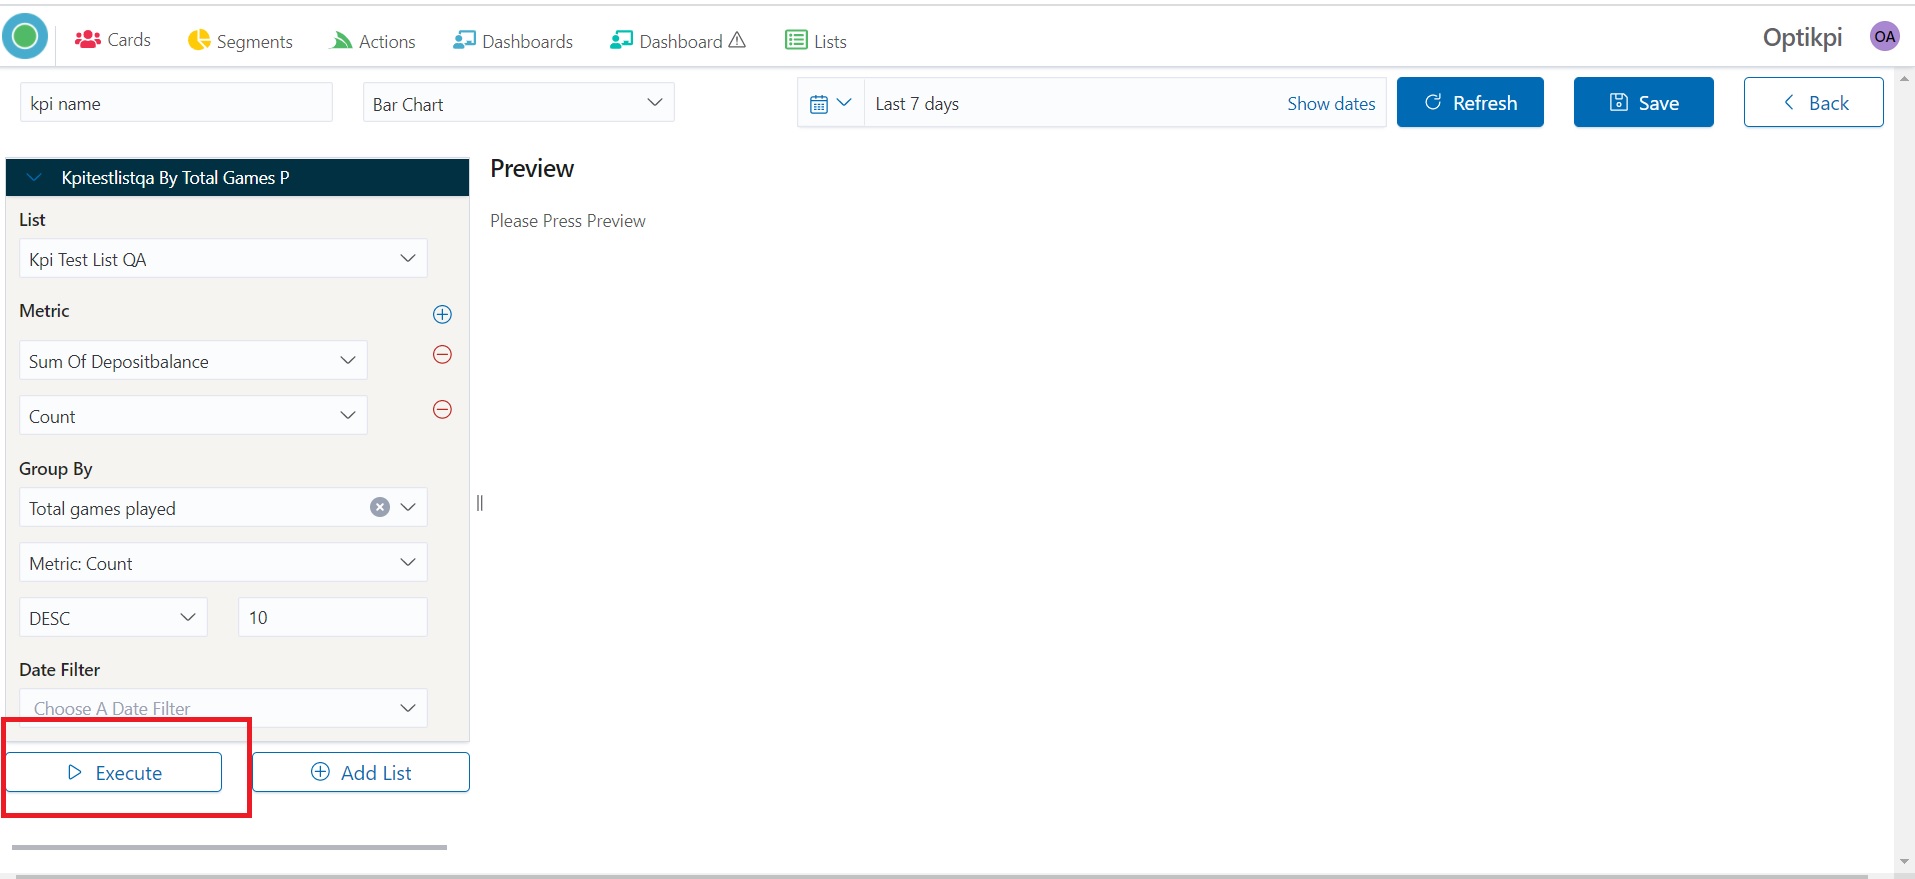 Cards
Segments
Actions
Dashboards
Dashboard
Lists
Optikpi
OA
kpi name
Bar Chart
Last 7 days
Show dates
Refresh
Save
Back
Kpitestlistqa By Total Games P
Preview
List
Please Press Preview
Kpi Test List QA
Metric
Sum Of Depositbalance
Count
Group By
Total games played
Metric: Count
DESC
10
Date Filter
Choose A Date Filter
Execute
Add List